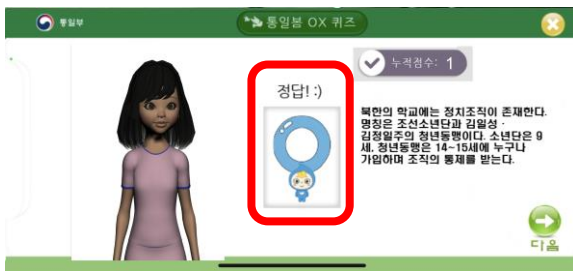 통일부
통일봄 OX 퀴즈
누적점수: 1
정답! :)
북한의 학교에는 정치조직이 존재한다.
명칭은 조선소년단과 김일성 ·
김정일주의 청년동맹이다. 소년단은 9
세, 청년동맹은 14~15세에 누구나
가입하며 조직의 통제를 받는다.
다음